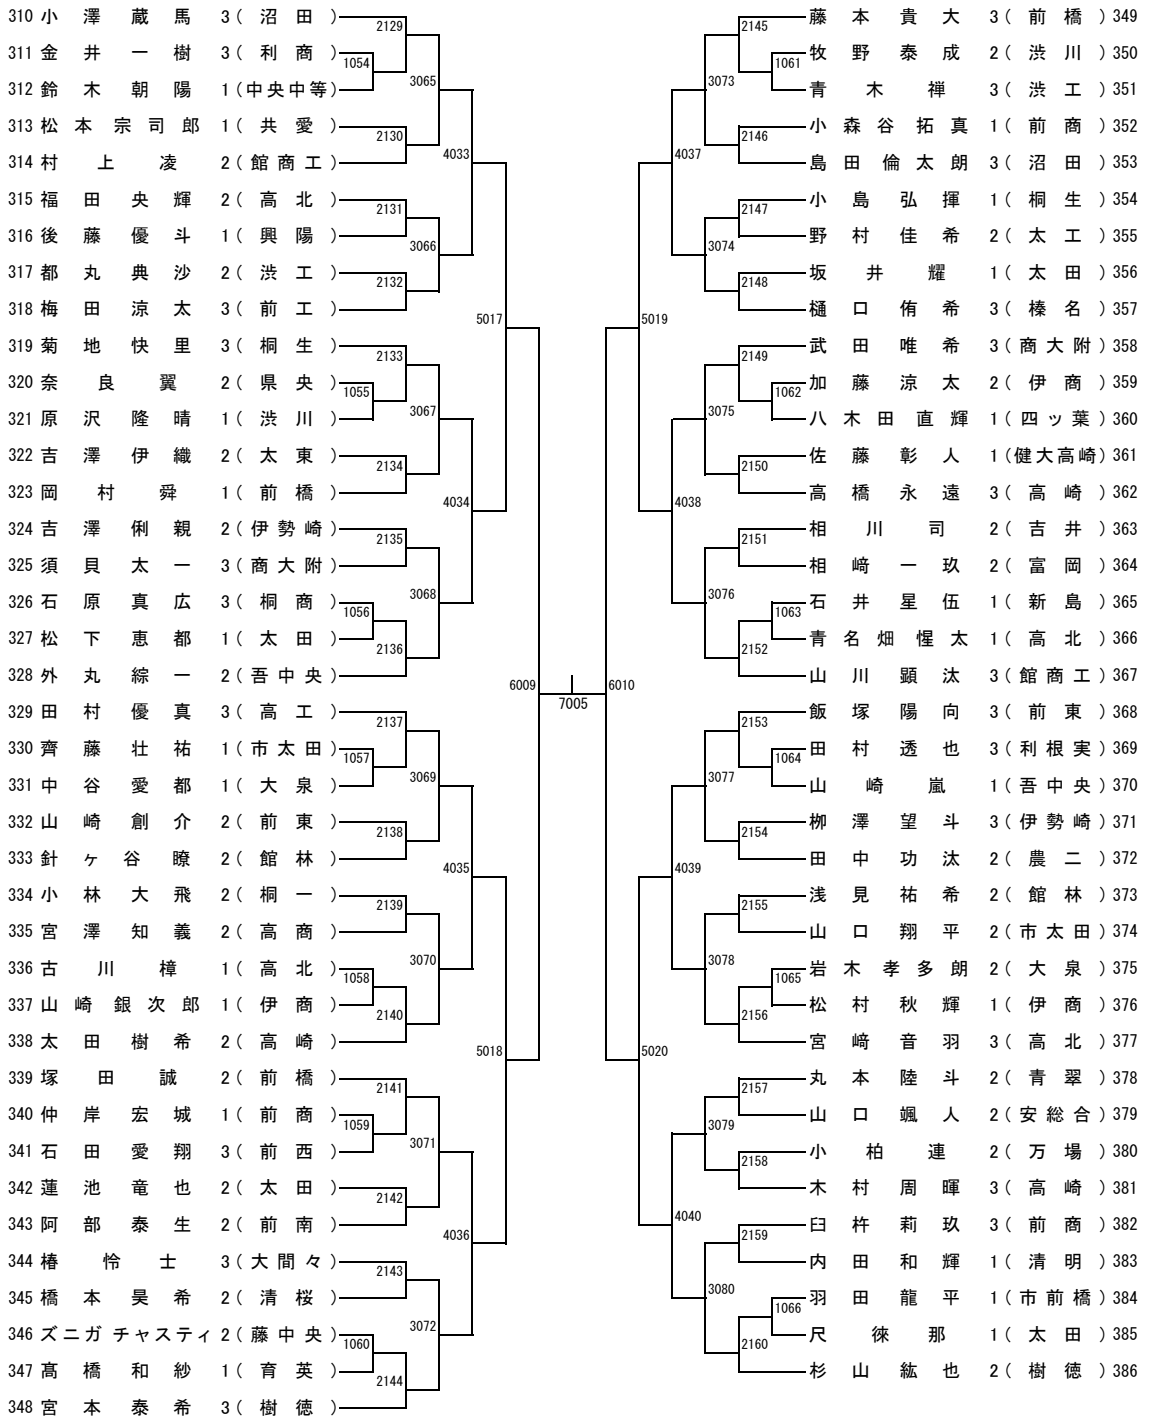 310 小澤蔵馬 3(沼田)
311 金井一樹 3(利商)
312 鈴木朝陽 1(中央中等)
313 松本宗司郎 1(共愛)
314 村上凌 2(館商工)
315 福田央輝 2(高北)
316 後藤優斗 1(興陽)
317 都丸典沙 2(渋工)
318 梅田涼太 3(前工)
319 菊地快里 3(桐生)
320 奈良翼 2(県央)
321 原沢隆晴 1(渋川)
322 吉澤伊織 2(太東)
323 岡村舜 1(前橋)
324 吉澤俐親 2(伊勢崎)
325 須貝太一 3(商大附)
326 石原真広 3(桐商)
327 松下恵都 1(太田)
328 外丸綜一 2(吾中央)
329 田村優真 3(高工)
330 齊藤壮祐 1(市太田)
331 中谷愛都 1(大泉)
332 山崎創介 2(前東)
333 針ヶ谷瞭 2(館林)
334 小林大飛 2(桐一)
335 宮澤知義 2(高商)
336 古川樟 1(高北)
337 山崎銀次郎 1(伊商)
338 太田樹希 2(高崎)
339 塚田誠 2(前橋)
340 仲岸宏城 1(前商)
341 石田愛翔 3(前西)
342 蓮池竜也 2(太田)
343 阿部泰生 2(前南)
344 椿怜士 3(大間々)
345 橋本昊希 2(清桜)
346 ズニガ チャスティ 2(藤中央)
347 髙橋和紗 1(育英)
348 宮本泰希 3(樹徳)
2129
1054
3065
2130
4033
2131
3066
2132
5017
2133
1055
3067
2134
4034
2135
3068
1056
2136
6009
2137
1057
3069
2138
4035
2139
3070
1058
2140
5018
2141
1059
3071
2142
4036
2143
3072
1060
2144
7005
6010
2145
1061
3073
2146
4037
2147
3074
2148
5019
2149
1062
3075
2150
4038
2151
3076
1063
2152
2153
1064
3077
2154
4039
2155
3078
1065
2156
5020
2157
3079
2158
4040
2159
3080
1066
2160
藤本貴大 3(前橋) 349
牧野泰成 2(渋川) 350
青木禅 3(渋工) 351
小森谷拓真 1(前商) 352
島田倫太朗 3(沼田) 353
小島弘揮 1(桐生) 354
野村佳希 2(太工) 355
坂井耀 1(太田) 356
樋口侑希 3(榛名) 357
武田唯希 3(商大附) 358
加藤涼太 2(伊商) 359
八木田直輝 1(四ッ葉) 360
佐藤彰人 1(健大高崎) 361
高橋永遠 3(高崎) 362
相川司 2(吉井) 363
相﨑一玖 2(富岡) 364
石井星伍 1(新島) 365
青名畑惺太 1(高北) 366
山川顕汰 3(館商工) 367
飯塚陽向 3(前東) 368
田村透也 3(利根実) 369
山崎嵐 1(吾中央) 370
栁澤望斗 3(伊勢崎) 371
田中功汰 2(農二) 372
浅見祐希 2(館林) 373
山口翔平 2(市太田) 374
岩木孝多朗 2(大泉) 375
松村秋輝 1(伊商) 376
宮﨑音羽 3(高北) 377
丸本陸斗 2(青翠) 378
山口颯人 2(安総合) 379
小柏連 2(万場) 380
木村周暉 3(高崎) 381
臼杵莉玖 3(前商) 382
内田和輝 1(清明) 383
羽田龍平 1(市前橋) 384
尺徠那 1(太田) 385
杉山紘也 2(樹徳) 386